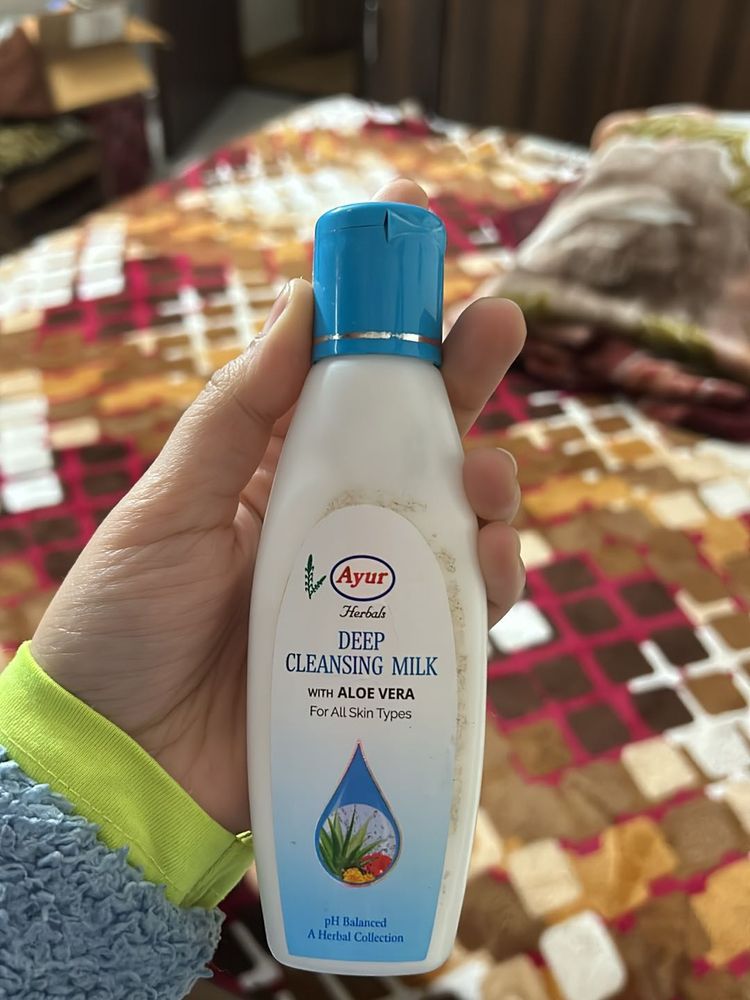 Ayur
Herbals
DEEP
CLEANSING MILK
WITH ALOE VERA
For All Skin Types
pH Balanced
A Herbal Collection